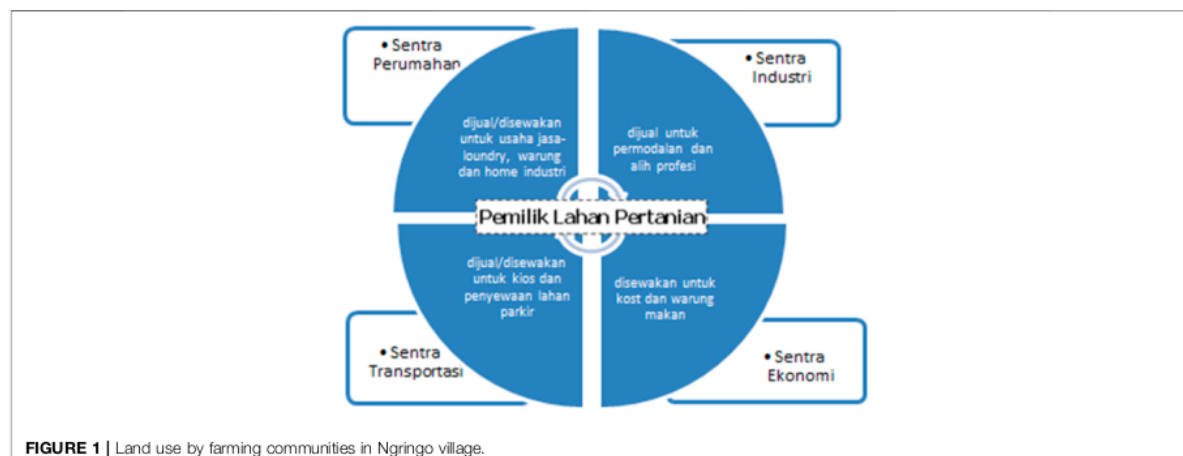 • Sentra
Perumahan
• Sentra
Industri
dijual/disewakan
untuk usaha jasa-
loundry, warung
dan home industri
dijual untuk
permodalan dan
alih profesi
Pemilik Lahan Pertanian
dijual/disewakan
untuk kios dan
penyewaan lahan
parkir
disewakan untuk
kost dan warung
makan
• Sentra
Transportasi
• Sentra
Ekonomi
FIGURE 1 | Land use by farming communities in Ngringo village.